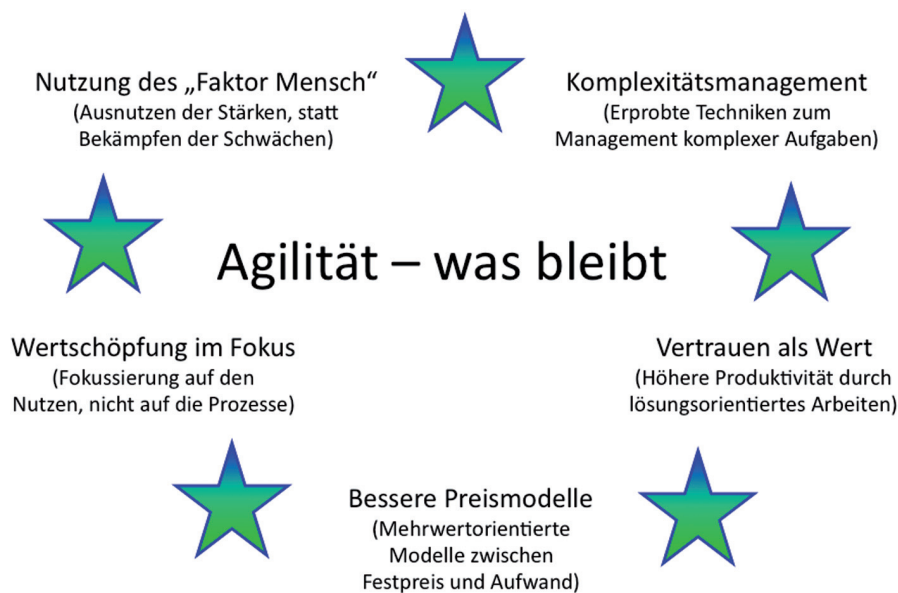 Nutzung des „Faktor Mensch“
(Ausnutzen der Stärken, statt
Bekämpfen der Schwächen)
Komplexitätsmanagement
(Erprobte Techniken zum
Management komplexer Aufgaben)
Agilität – was bleibt
Wertschöpfung im Fokus
(Fokussierung auf den
Nutzen, nicht auf die Prozesse)
Vertrauen als Wert
(Höhere Produktivität durch
lösungsorientiertes Arbeiten)
Bessere Preismodelle
(Mehrwertorientierte
Modelle zwischen
Festpreis und Aufwand)